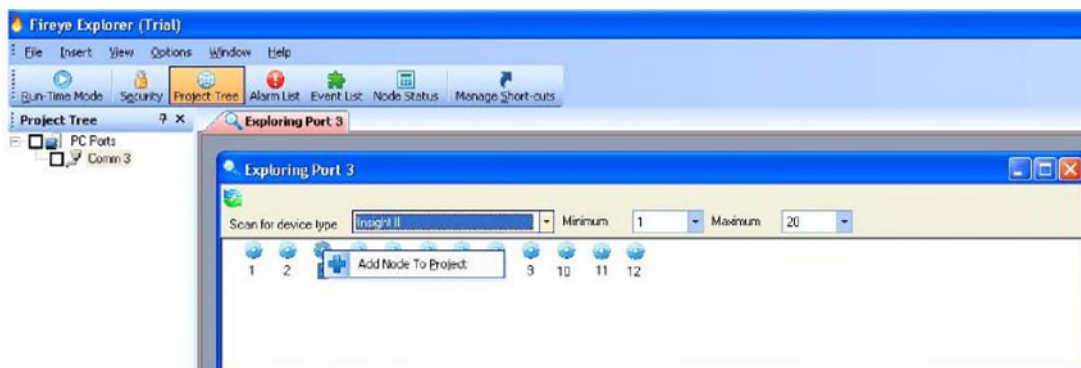 Fireye Explorer (Trial)
File Insert View Options Window Help
Run-Time Mode Security Project Tree Alarm List Event List Node Status Manage Short-cuts
Project Tree
Exploring Port 3
PC Ports
Comm 3
Exploring Port 3
Scan for device type Insight II Minimum 1 Maximum 20
Add Node To Project
1 2 9 10 11 12